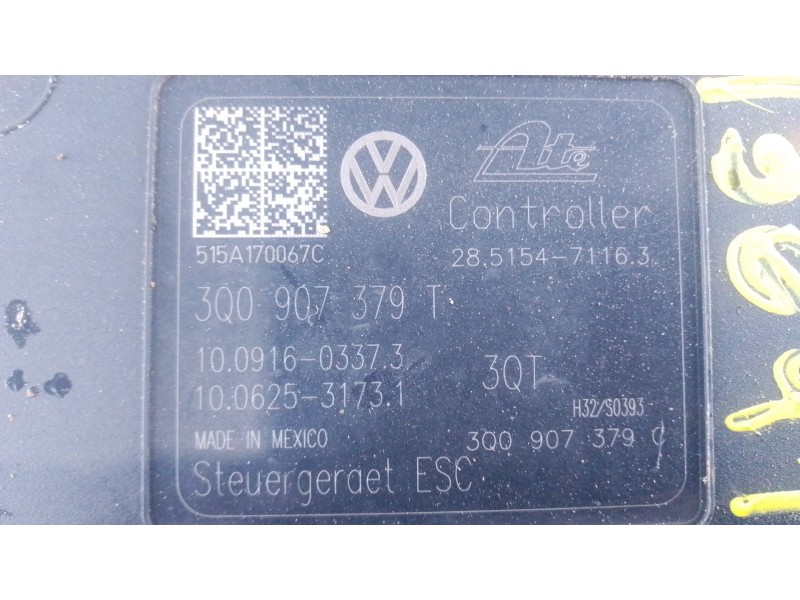 VW
Ate
Controller
515A170067C
28.5154-7116.3
3Q0 907 379 T
10.0916-0337.3
3QT
10.0625-3173.1
H32/S0393
MADE IN MEXICO
3Q0 907 379 C
Steuergeraet ESC